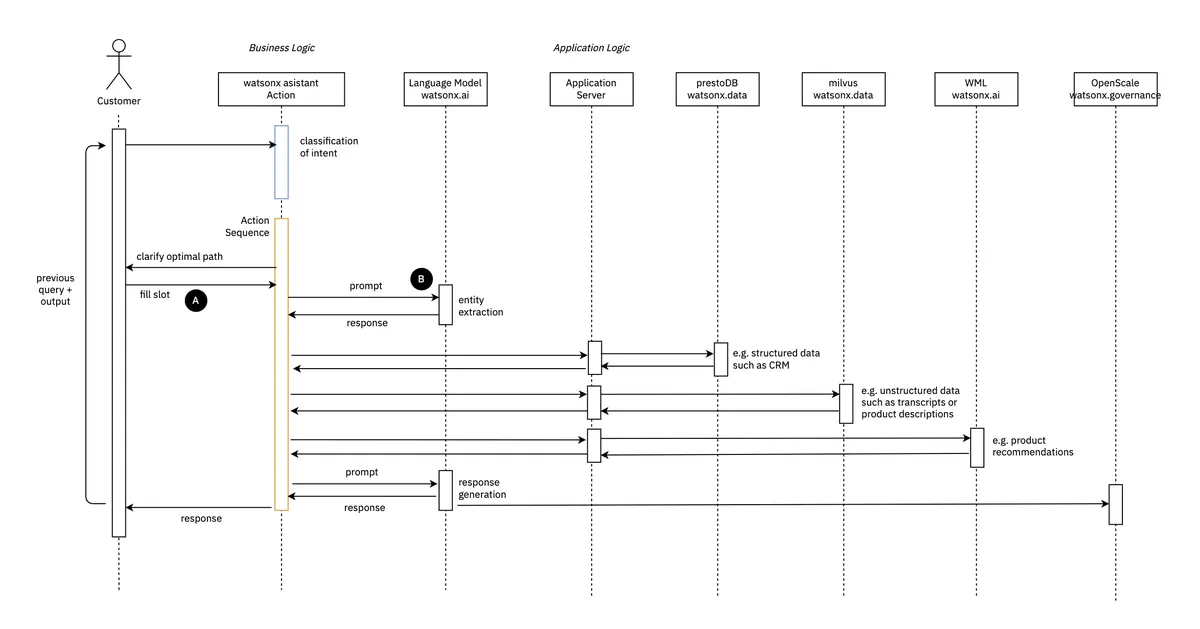 Business Logic
Application Logic
Customer
watsonx asistant
Action
Language Model
watsonx.ai
Application
Server
prestoDB
watsonx.data
milvus
watsonx.data
WML
watsonx.ai
OpenScale
watsonx.governance
classification
of intent
Action
Sequence
clarify optimal path
fill slot
A
previous
query +
output
prompt
B
response
entity
extraction
e.g. structured data
such as CRM
e.g. unstructured data
such as transcripts or
product descriptions
e.g. product
recommendations
prompt
response
generation
response
response